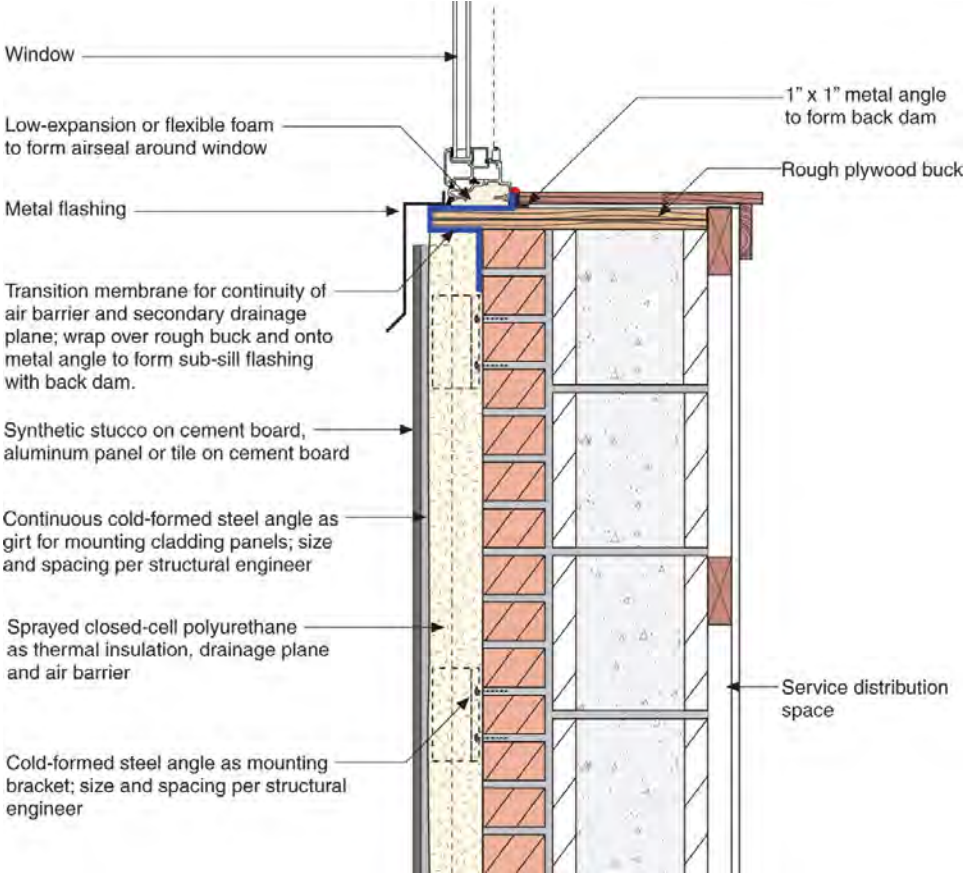 Window
Low-expansion or flexible foam
to form airseal around window
Metal flashing
Transition membrane for continuity of
air barrier and secondary drainage
plane; wrap over rough buck and onto
metal angle to form sub-sill flashing
with back dam.
Synthetic stucco on cement board,
aluminum panel or tile on cement board
Continuous cold-formed steel angle as
girt for mounting cladding panels; size
and spacing per structural engineer
Sprayed closed-cell polyurethane
as thermal insulation, drainage plane
and air barrier
Cold-formed steel angle as mounting
bracket; size and spacing per structural
engineer
1” x 1” metal angle
to form back dam
Rough plywood buck
Service distribution
space